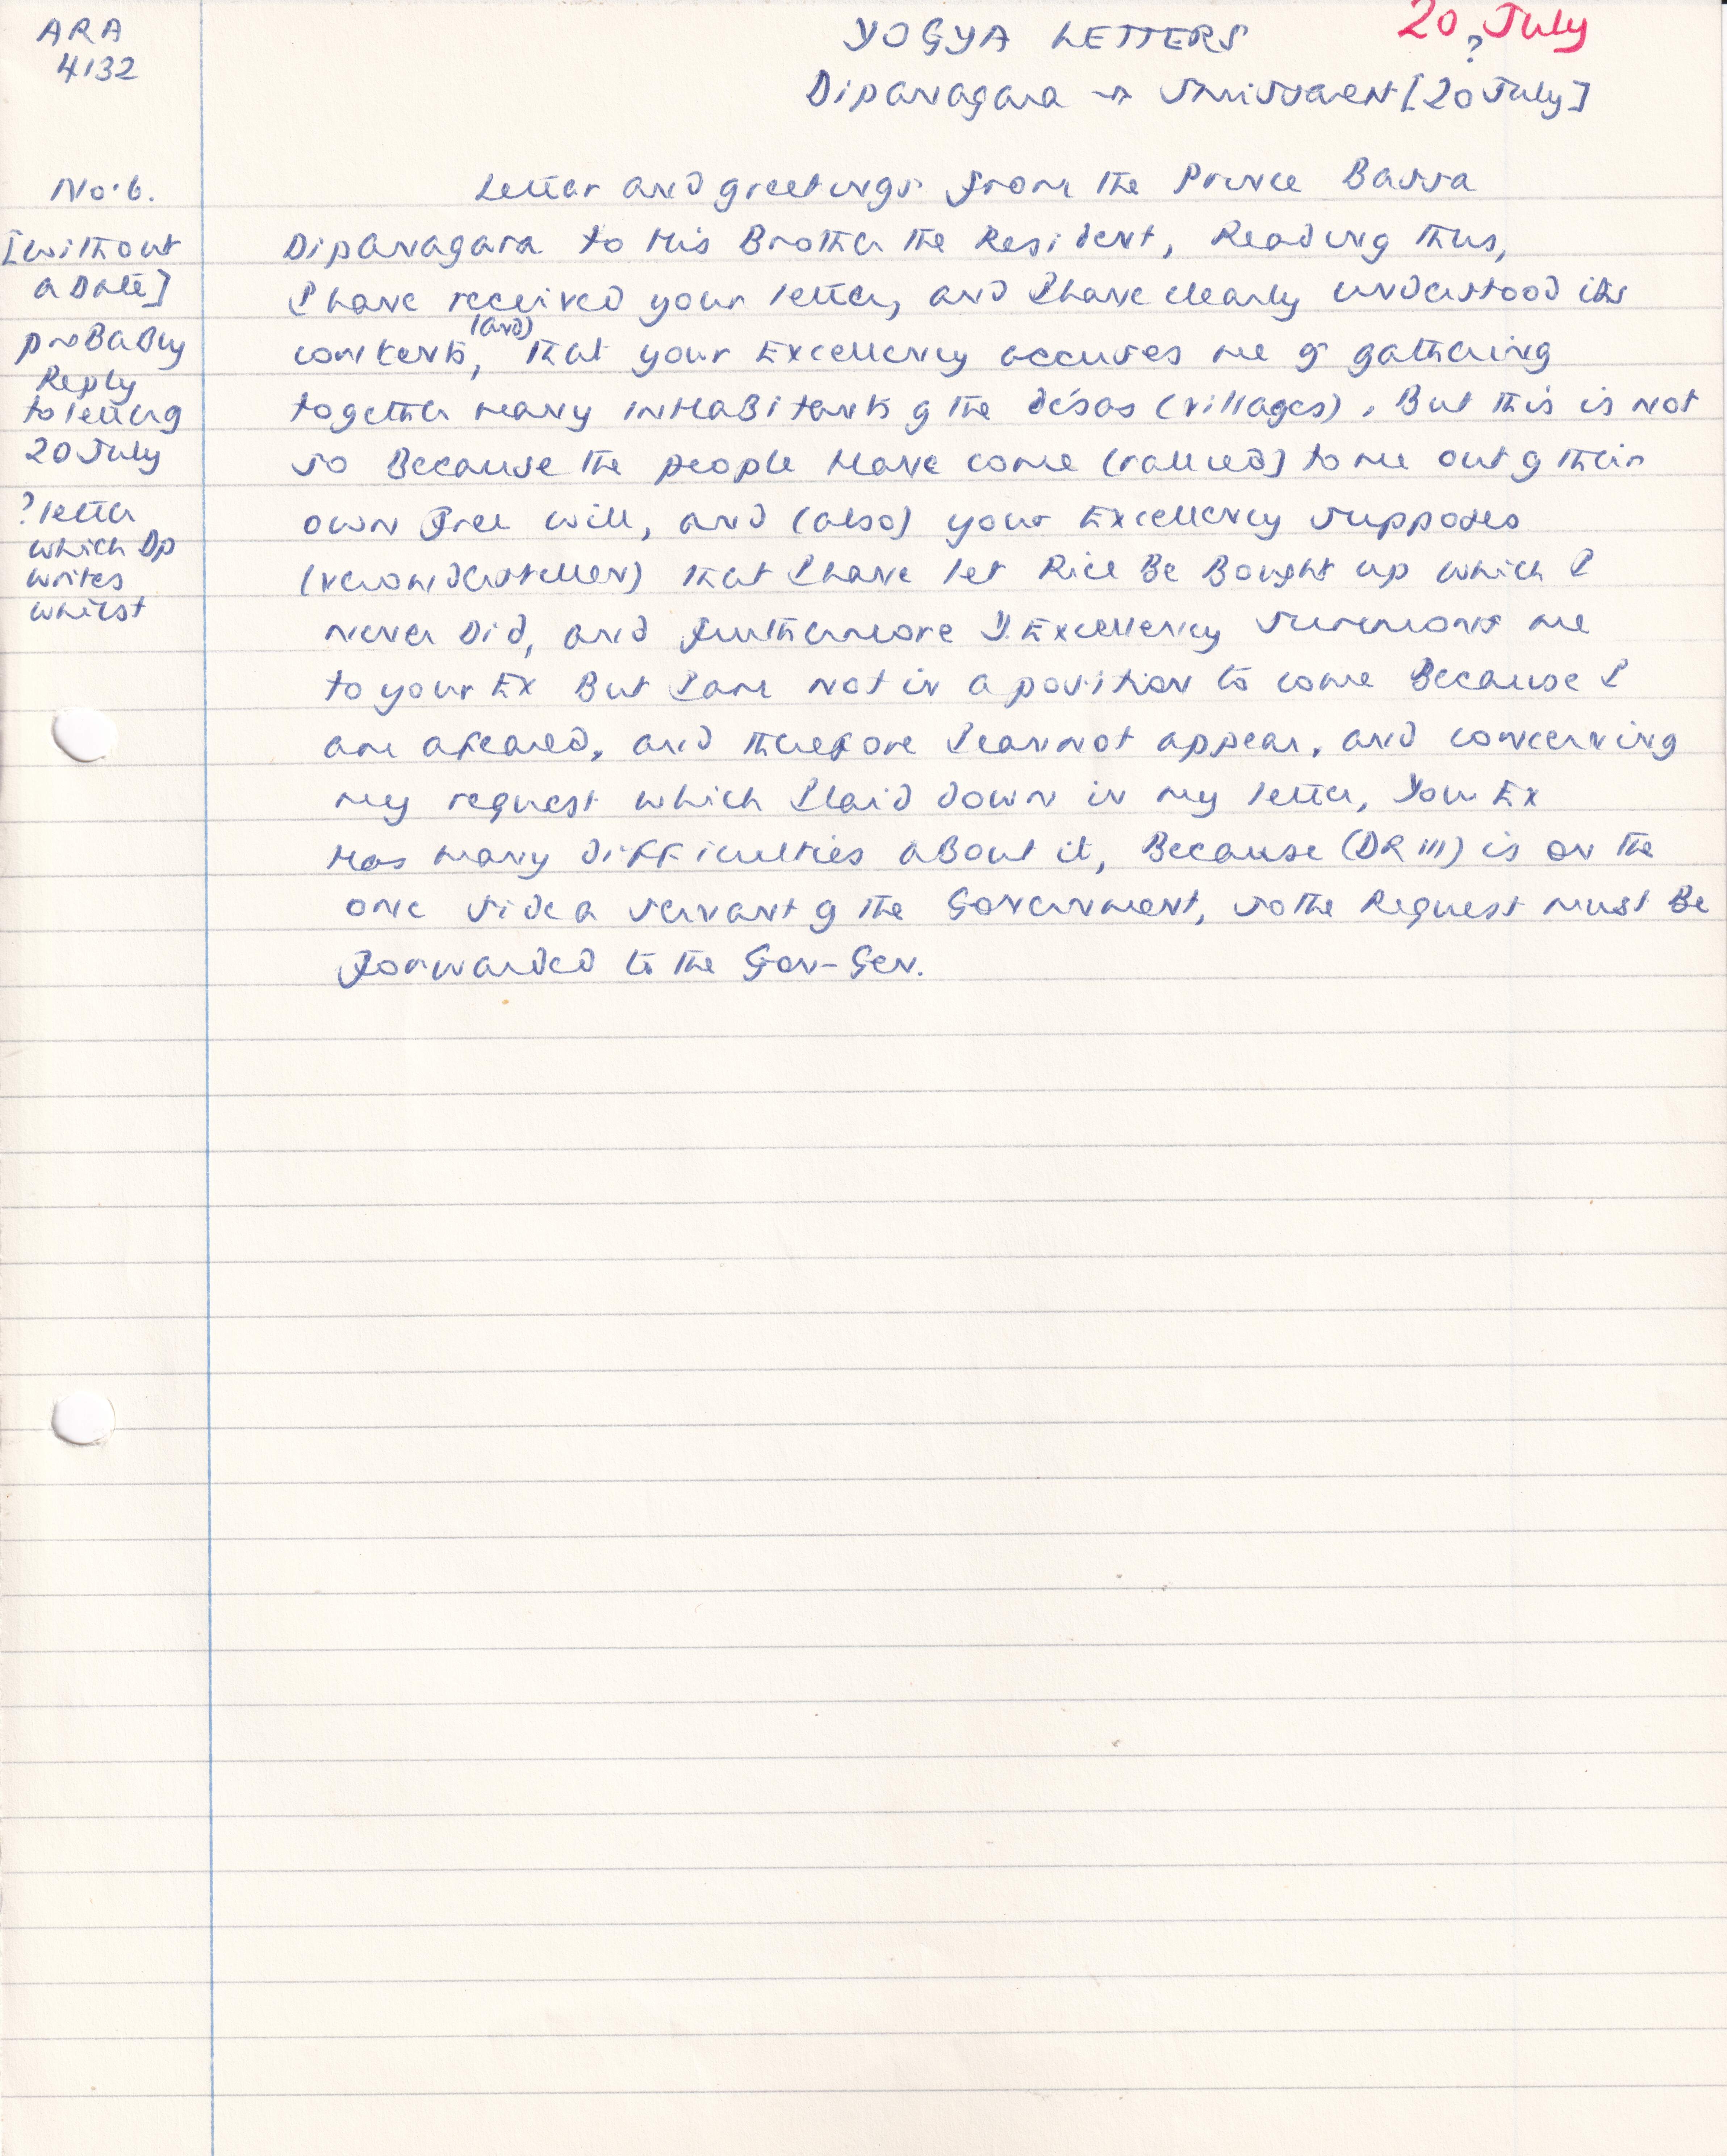 ARA
4132
YOGYA LETTERS
20 July
?
Dipanagara → Smissaert [20 July]
No. 6.
[without
a Date]
proBaBly
Reply
to letter of
20 July
? letter
which Dp
writes
whilst
Letter and greetings from the Prince Bassa
Dipanagara to His Brother the Resident, Reading thus,
I have received your letter, and I have clearly understood its
(and)
contents, that your Excellency accuses me of gathering
together many inHaBitants of the désas (villages). But this is not
so Because the people Have come (rallied) to me out of their
own free will, and (also) your Excellency supposes
(veronderstellen) that I have let Rice Be Bought up which I
never Did, and furthermore Y. Excellency summons me
to your Ex But I am not in a position to come Because I
am afeared, and therefore I cannot appear, and concerning
my request which I laid down in my letter, Your Ex
Has many difficulties aBout it, Because (DR III) is on the
one side a servant of the Government, so the Request must Be
forwarded to the Gov-Gen.